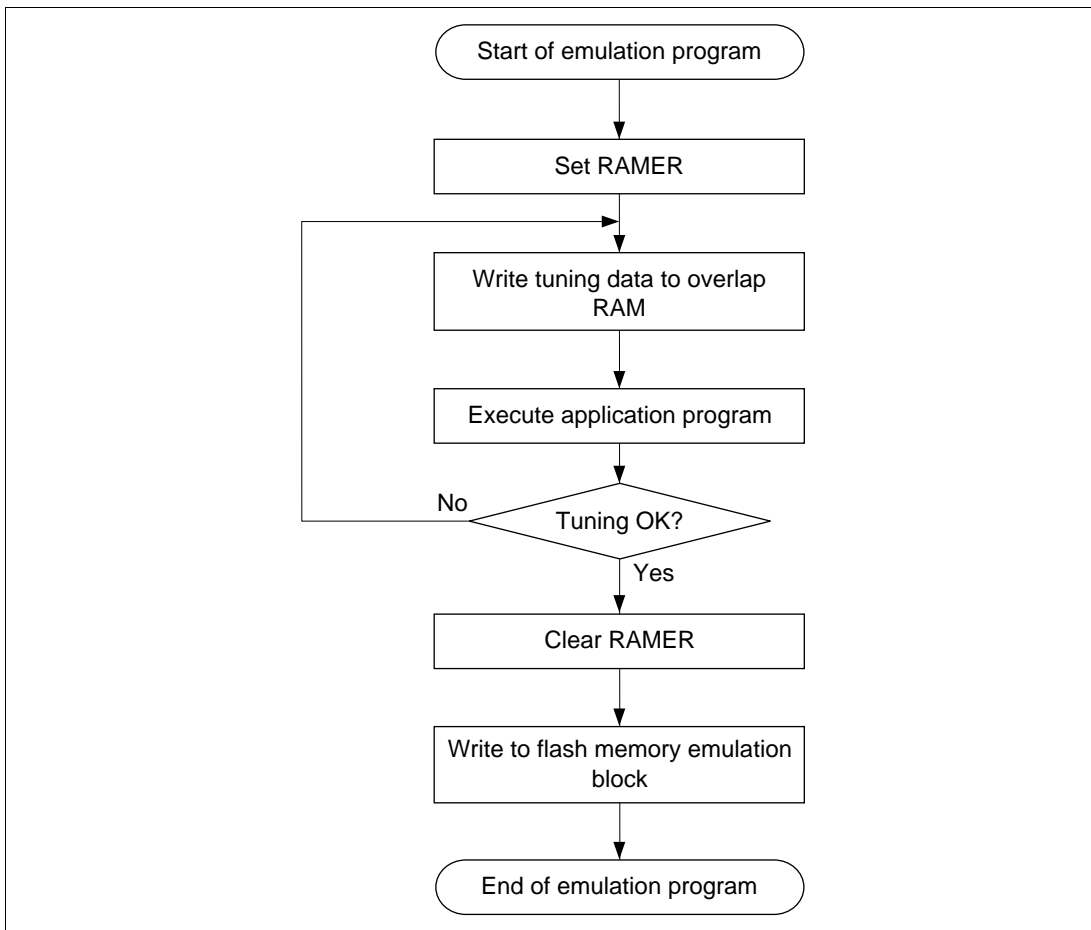 Start of emulation program
Set RAMER
Write tuning data to overlap
RAM
Execute application program
No
Tuning OK?
Yes
Clear RAMER
Write to flash memory emulation
block
End of emulation program